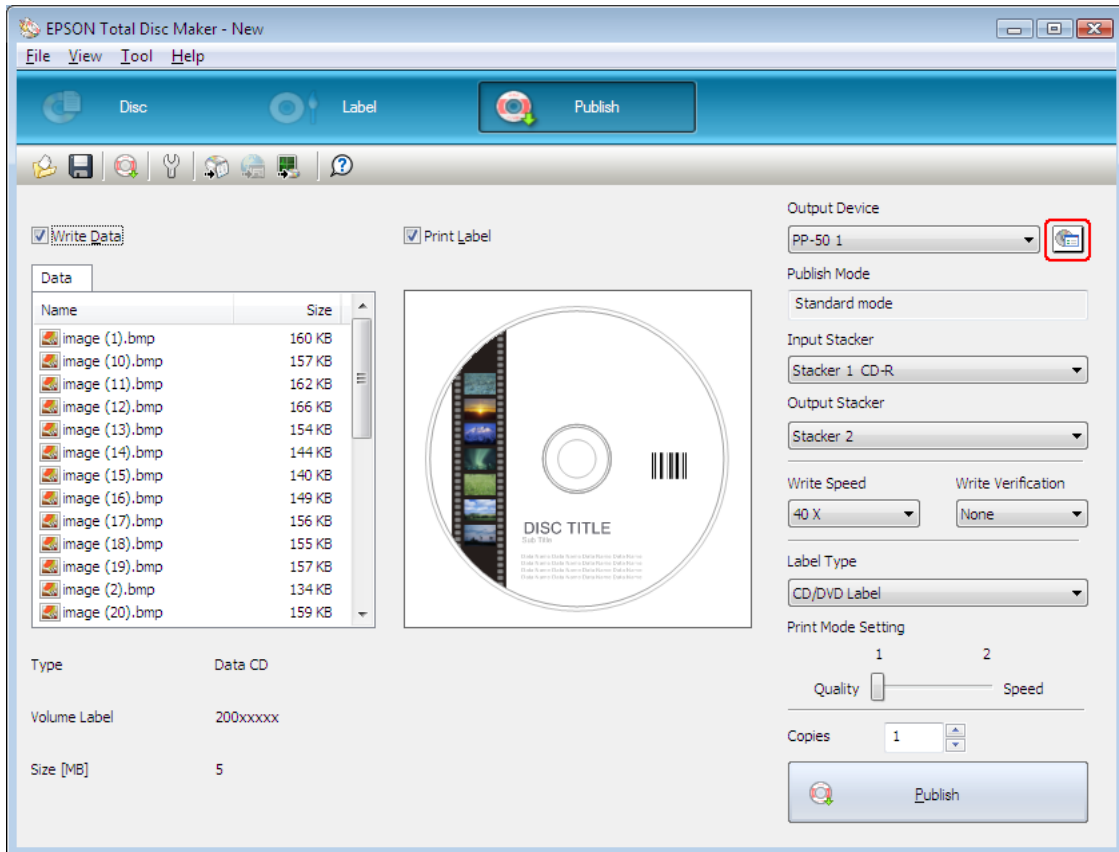 EPSON Total Disc Maker - New
File View Tool Help
Disc Label Publish
Write Data
Print Label
Data
Name Size
image (1).bmp 160 KB
image (10).bmp 157 KB
image (11).bmp 162 KB
image (12).bmp 166 KB
image (13).bmp 154 KB
image (14).bmp 144 KB
image (15).bmp 140 KB
image (16).bmp 149 KB
image (17).bmp 156 KB
image (18).bmp 155 KB
image (19).bmp 157 KB
image (2).bmp 134 KB
image (20).bmp 159 KB
DISC TITLE
Sub Title
Type Data CD
Volume Label 200xxxxx
Size [MB] 5
Output Device
PP-50 1
Publish Mode
Standard mode
Input Stacker
Stacker 1 CD-R
Output Stacker
Stacker 2
Write Speed Write Verification
40 X None
Label Type
CD/DVD Label
Print Mode Setting
1 2
Quality Speed
Copies 1
Publish